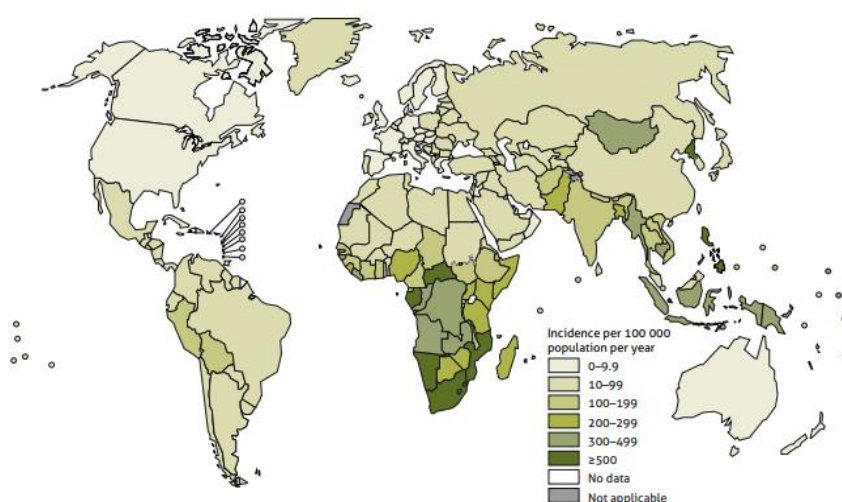 Incidence per 100 000
population per year
0–9.9
10–99
100–199
200–299
300–499
≥500
No data
Not applicable